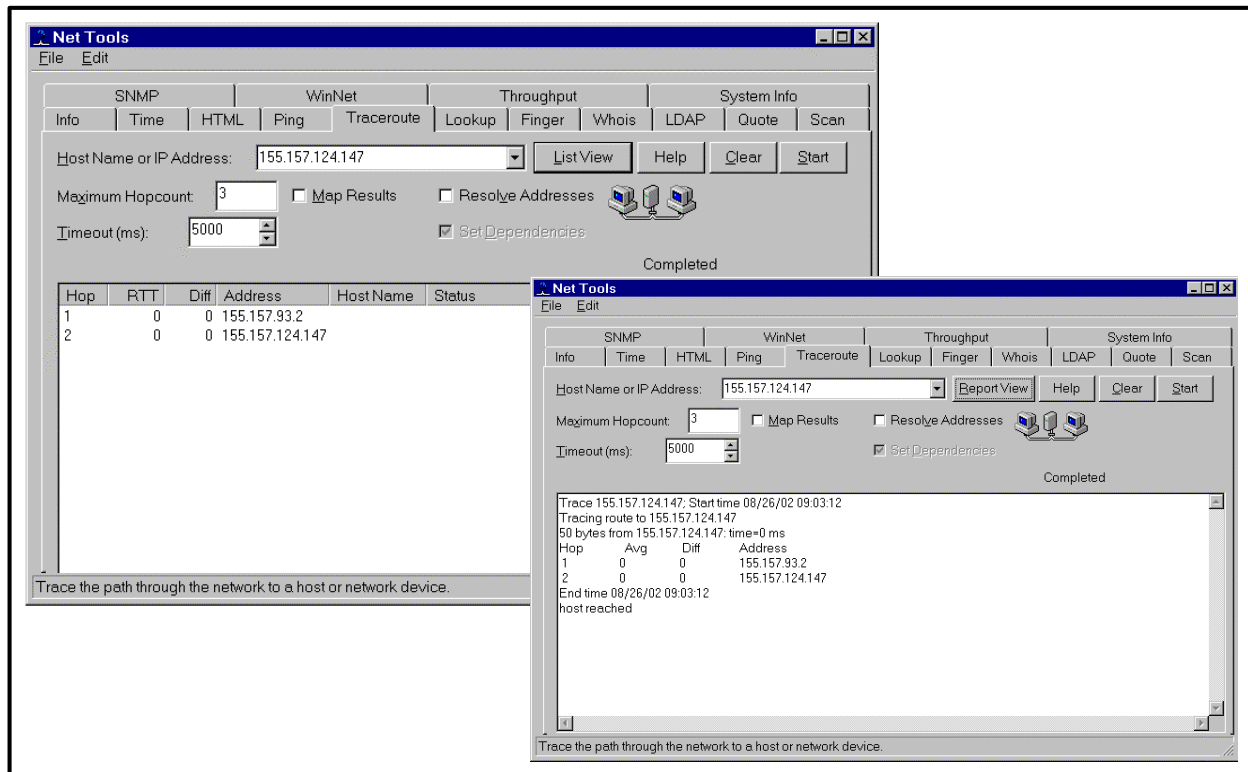 Net Tools
File Edit
SNMP WinNet Throughput System Info
Info Time HTML Ping Traceroute Lookup Finger Whois LDAP Quote Scan
Host Name or IP Address: 155.157.124.147 List View Help Clear Start
Maximum Hopcount: 3 Map Results Resolve Addresses
Timeout (ms): 5000 Set Dependencies
Completed
Hop RTT Diff Address Host Name Status
1 0 0 155.157.93.2
2 0 0 155.157.124.147
Trace the path through the network to a host or network device.
Net Tools
File Edit
SNMP WinNet Throughput System Info
Info Time HTML Ping Traceroute Lookup Finger Whois LDAP Quote Scan
Host Name or IP Address: 155.157.124.147 Report View Help Clear Start
Maximum Hopcount: 3 Map Results Resolve Addresses
Timeout (ms): 5000 Set Dependencies
Completed
Trace 155.157.124.147; Start time 08/26/02 09:03:12
Tracing route to 155.157.124.147
50 bytes from 155.157.124.147: time=0 ms
Hop Avg Diff Address
1 0 0 155.157.93.2
2 0 0 155.157.124.147
End time 08/26/02 09:03:12
host reached
Trace the path through the network to a host or network device.